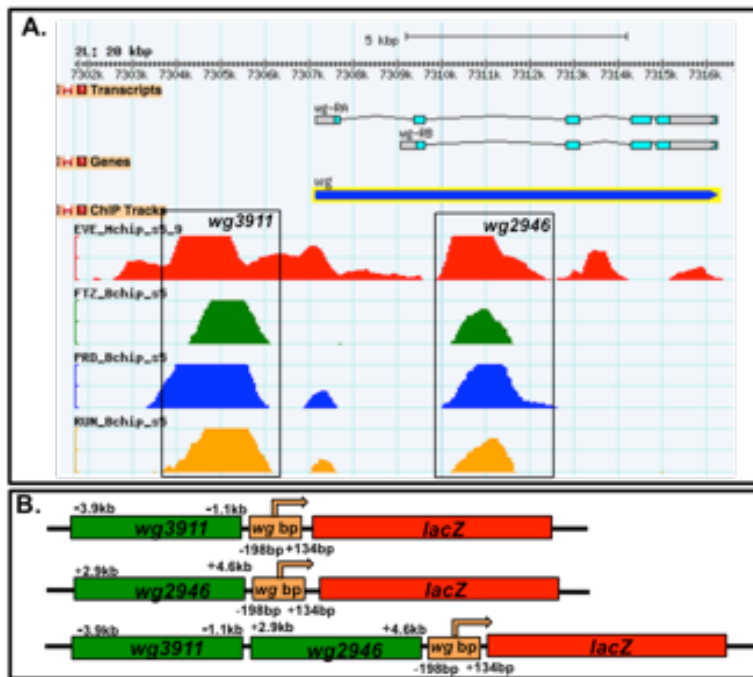 A.
5 kbp
2L: 20 kbp
7302k 7303k 7304k 7305k 7306k 7307k 7308k 7309k 7310k 7311k 7312k 7313k 7314k 7315k 7316k
Transcripts
wg-RA
wg-RB
Genes
wg
ChIP Tracks
wg3911
wg2946
EVE_Mchip_s5_9
FTZ_Bchip_s5
PRD_Bchip_s5
RUN_Bchip_s5
B.
-3.9kb -1.1kb
wg3911 wg bp lacZ
-198bp +134bp
+2.9kb +4.6kb
wg2946 wg bp lacZ
-198bp +134bp
-3.9kb -1.1kb +2.9kb +4.6kb
wg3911 wg2946 wg bp lacZ
-198bp +134bp